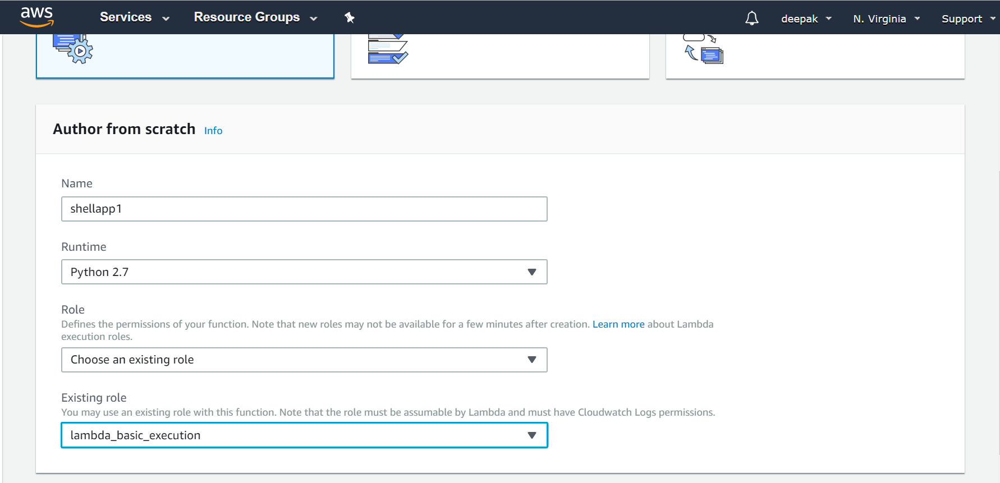 aws Services Resource Groups deepak N. Virginia Support
Author from scratch Info
Name
shellapp1
Runtime
Python 2.7
Role
Defines the permissions of your function. Note that new roles may not be available for a few minutes after creation. Learn more about Lambda
execution roles.
Choose an existing role
Existing role
You may use an existing role with this function. Note that the role must be assumable by Lambda and must have Cloudwatch Logs permissions.
lambda_basic_execution